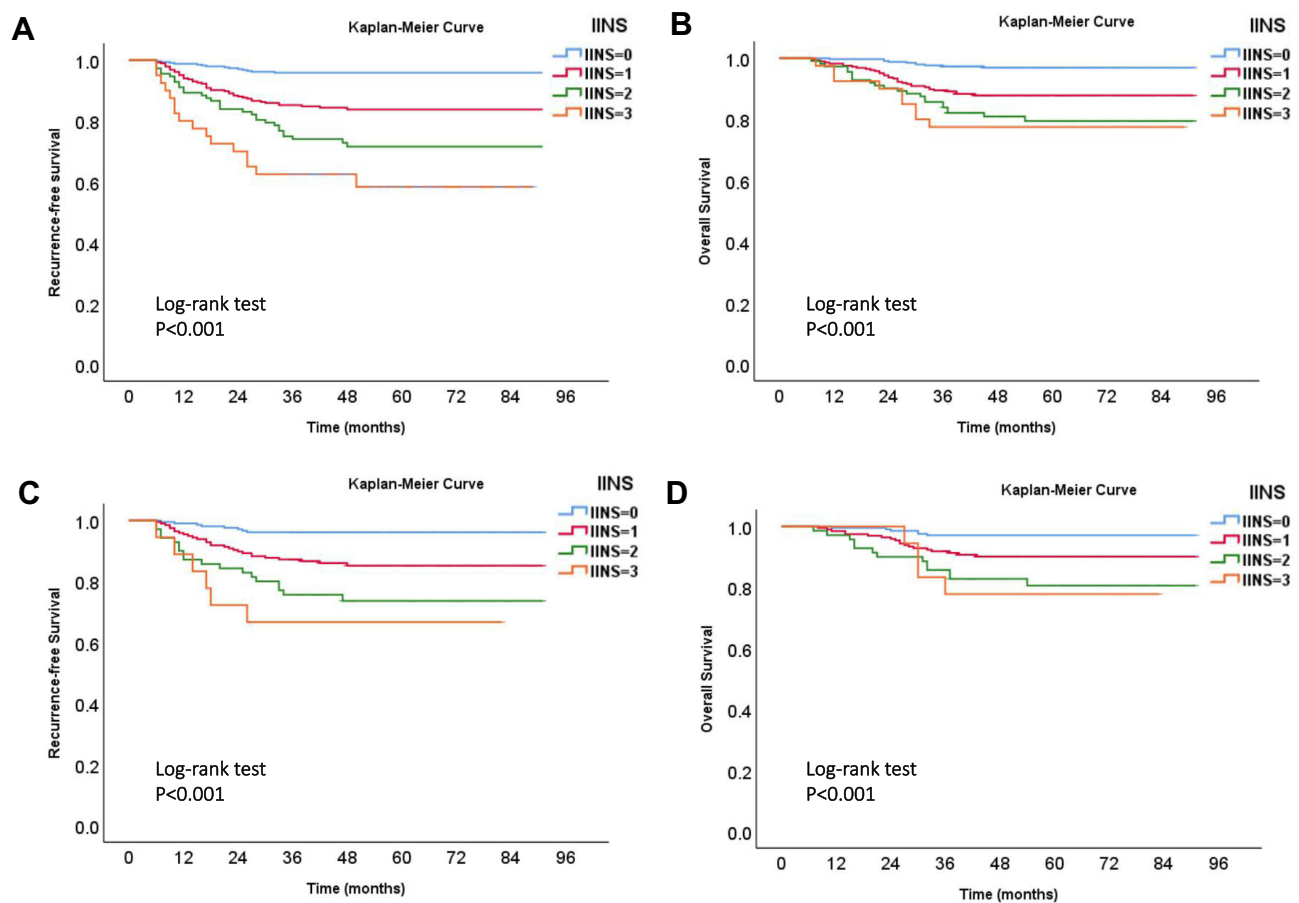 A
Kaplan-Meier Curve
IINS
IINS=0
IINS=1
IINS=2
IINS=3
Recurrence-free survival
1.0
0.8
0.6
0.4
0.2
0.0
Log-rank test
P<0.001
0 12 24 36 48 60 72 84 96
Time (months)
B
Kaplan-Meier Curve
IINS
IINS=0
IINS=1
IINS=2
IINS=3
Overall Survival
1.0
0.8
0.6
0.4
0.2
0.0
Log-rank test
P<0.001
0 12 24 36 48 60 72 84 96
Time (months)
C
Kaplan-Meier Curve
IINS
IINS=0
IINS=1
IINS=2
IINS=3
Recurrence-free Survival
1.0
0.8
0.6
0.4
0.2
0.0
Log-rank test
P<0.001
0 12 24 36 48 60 72 84 96
Time (months)
D
Kaplan-Meier Curve
IINS
IINS=0
IINS=1
IINS=2
IINS=3
Overall Survival
1.0
0.8
0.6
0.4
0.2
0.0
Log-rank test
P<0.001
0 12 24 36 48 60 72 84 96
Time (months)